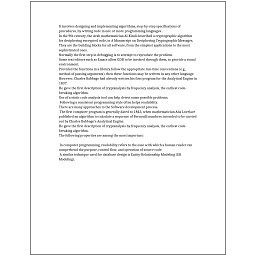 It involves designing and implementing algorithms, step-by-step specifications of
procedures, by writing code in one or more programming languages.
In the 9th century, the Arab mathematician Al-Kindi described a cryptographic algorithm
for deciphering encrypted code, in A Manuscript on Deciphering Cryptographic Messages.
They are the building blocks for all software, from the simplest applications to the most
sophisticated ones.
Normally the first step in debugging is to attempt to reproduce the problem.
Some text editors such as Emacs allow GDB to be invoked through them, to provide a visual
environment.
Provided the functions in a library follow the appropriate run-time conventions (e.g.,
method of passing arguments), then these functions may be written in any other language.
However, Charles Babbage had already written his first program for the Analytical Engine in
1837.
He gave the first description of cryptanalysis by frequency analysis, the earliest code-
breaking algorithm.
Use of a static code analysis tool can help detect some possible problems.
Following a consistent programming style often helps readability.
There are many approaches to the Software development process.
The first computer program is generally dated to 1843, when mathematician Ada Lovelace
published an algorithm to calculate a sequence of Bernoulli numbers, intended to be carried
out by Charles Babbage's Analytical Engine.
He gave the first description of cryptanalysis by frequency analysis, the earliest code-
breaking algorithm.
The following properties are among the most important:
In computer programming, readability refers to the ease with which a human reader can
comprehend the purpose, control flow, and operation of source code.
A similar technique used for database design is Entity-Relationship Modeling (ER
Modeling).